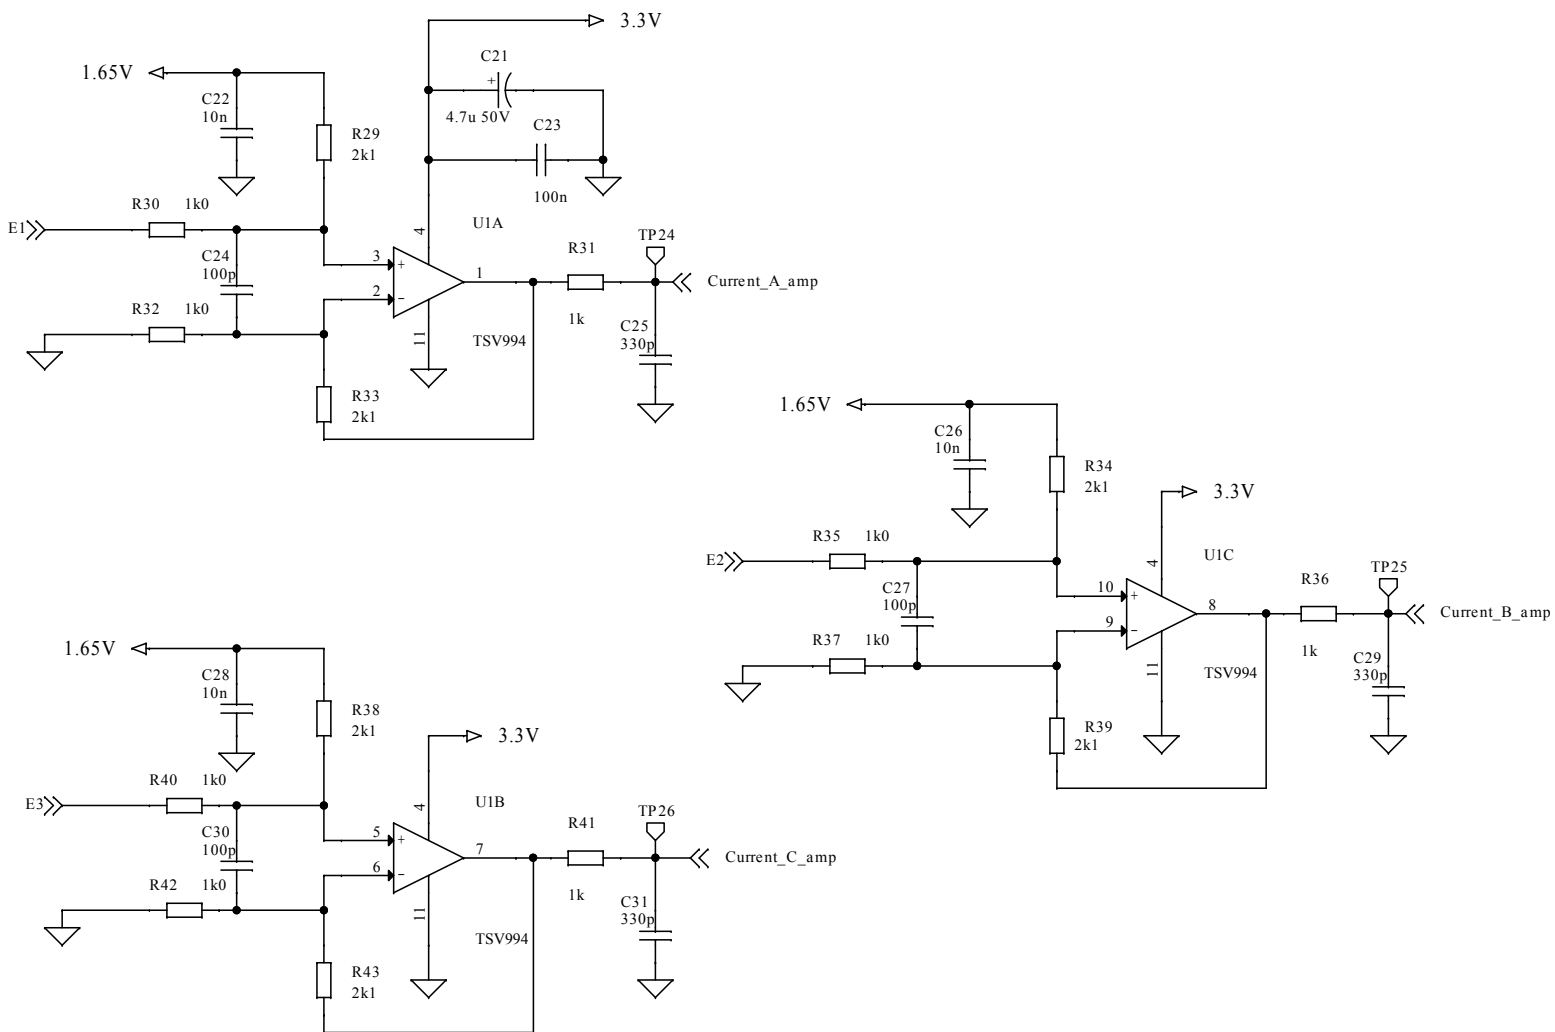 3.3V
C21
+
4.7u 50V
C23
100n
1.65V
C22
10n
R29
2k1
R30 1k0
E1
C24
100p
R32 1k0
U1A
4
3
+
2
−
1
11
TSV994
R31
1k
TP24
Current_A_amp
C25
330p
R33
2k1
1.65V
C26
10n
R34
2k1
3.3V
R35 1k0
E2
C27
100p
R37 1k0
U1C
4
10
+
9
−
8
11
TSV994
R36
1k
TP25
Current_B_amp
C29
330p
R39
2k1
1.65V
C28
10n
R38
2k1
3.3V
R40 1k0
E3
C30
100p
R42 1k0
U1B
4
5
+
6
−
7
11
TSV994
R41
1k
TP26
Current_C_amp
C31
330p
R43
2k1